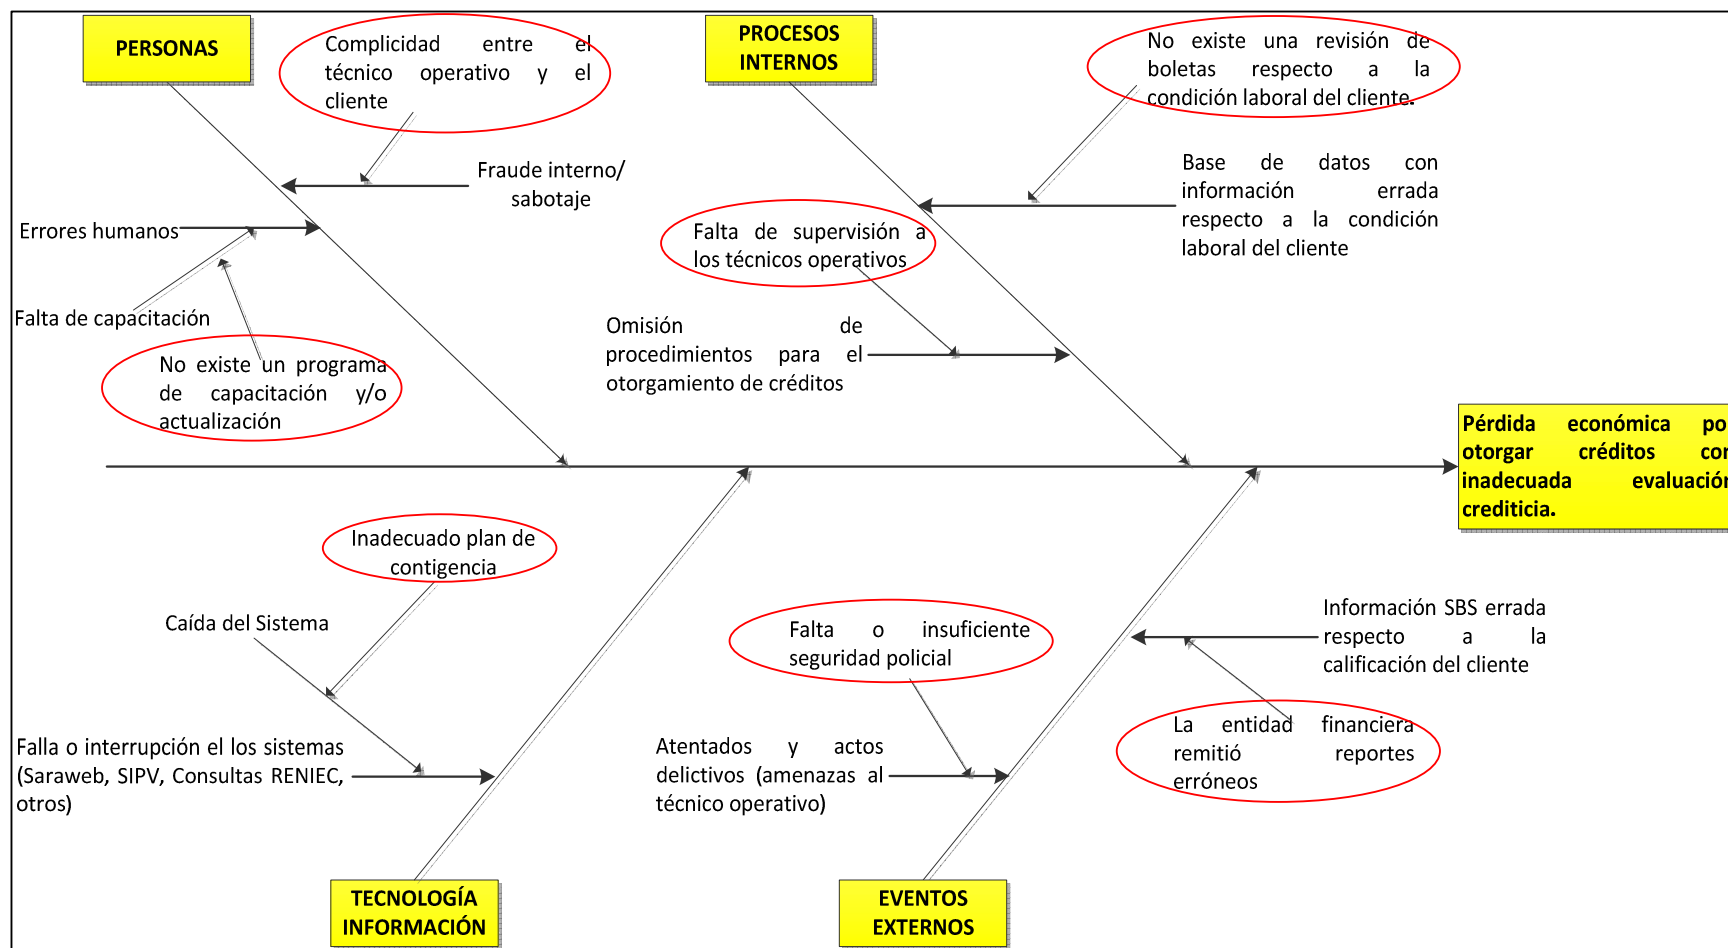 PERSONAS
Complicidad entre el
técnico operativo y el
cliente
Fraude interno/
sabotaje
Errores humanos
Falta de capacitación
No existe un programa
de capacitación y/o
actualización
PROCESOS
INTERNOS
No existe una revisión de
boletas respecto a la
condición laboral del cliente.
Base de datos con
información errada
respecto a la condición
laboral del cliente
Falta de supervisión a
los técnicos operativos
Omisión de
procedimientos para el
otorgamiento de créditos
Pérdida económica po
otorgar créditos con
inadecuada evaluación
crediticia.
Inadecuado plan de
contigencia
Caída del Sistema
Falla o interrupción el los sistemas
(Saraweb, SIPV, Consultas RENIEC,
otros)
TECNOLOGÍA
INFORMACIÓN
Falta o insuficiente
seguridad policial
Atentados y actos
delictivos (amenazas al
técnico operativo)
Información SBS errada
respecto a la
calificación del cliente
La entidad financiera
remitió reportes
erróneos
EVENTOS
EXTERNOS